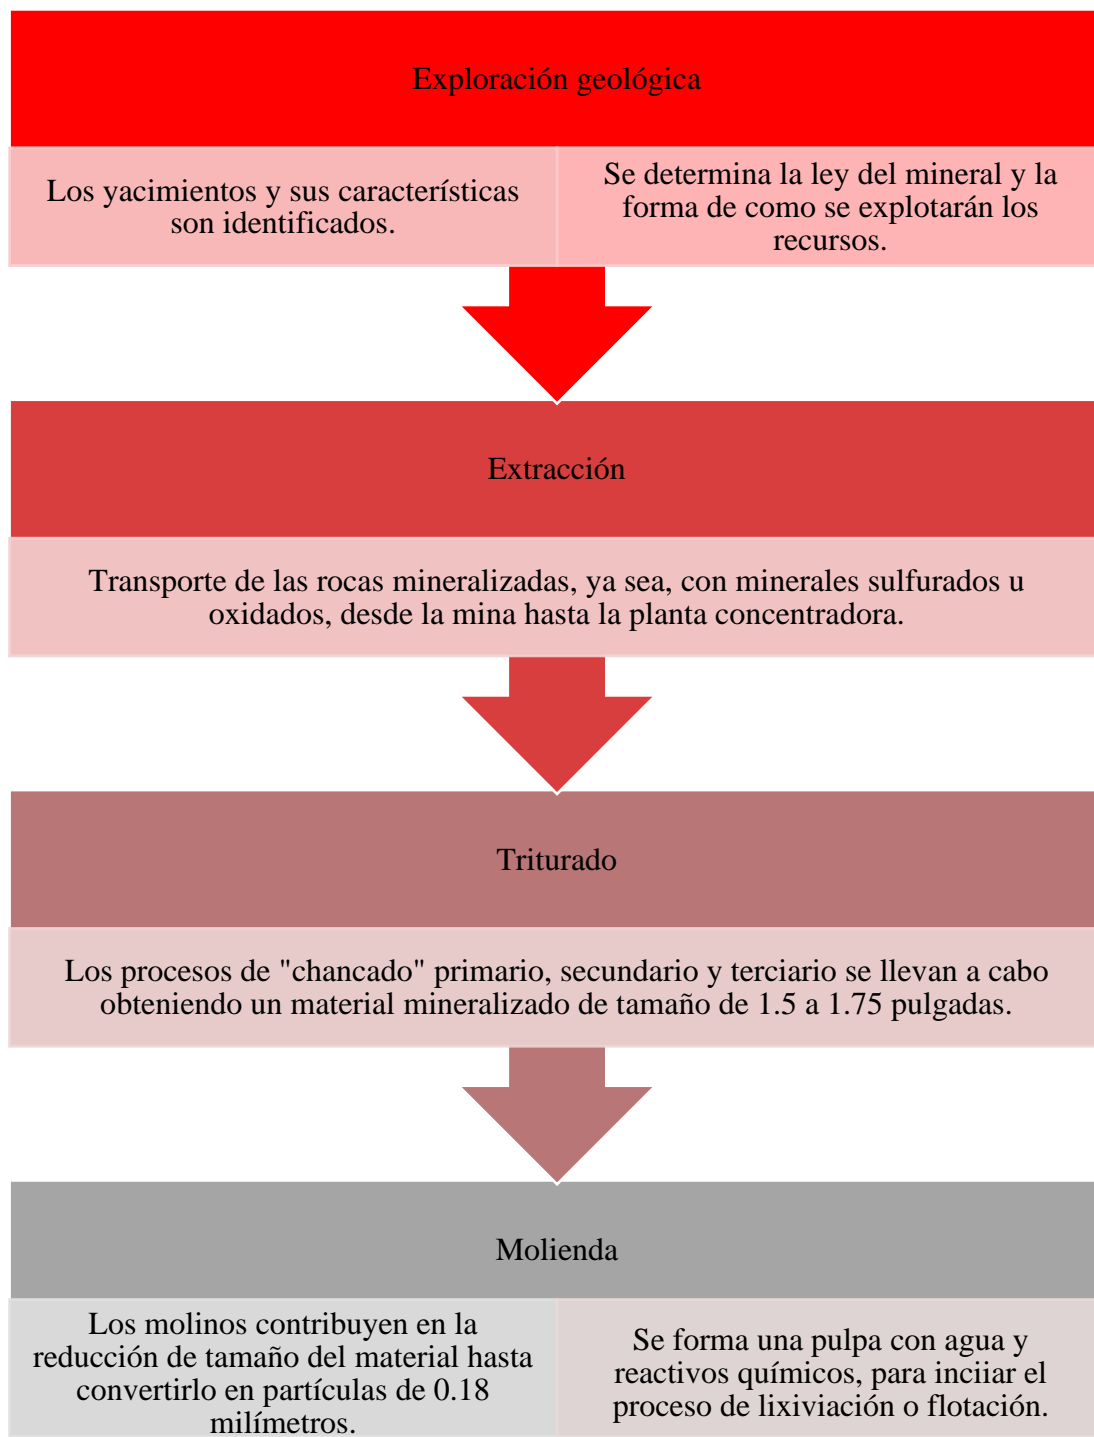 Exploración geológica
Los yacimientos y sus características
son identificados.
Se determina la ley del mineral y la
forma de como se explotarán los
recursos.
Extracción
Transporte de las rocas mineralizadas, ya sea, con minerales sulfurados u
oxidados, desde la mina hasta la planta concentradora.
Triturado
Los procesos de "chancado" primario, secundario y terciario se llevan a cabo
obteniendo un material mineralizado de tamaño de 1.5 a 1.75 pulgadas.
Molienda
Los molinos contribuyen en la
reducción de tamaño del material hasta
convertirlo en partículas de 0.18
milímetros.
Se forma una pulpa con agua y
reactivos químicos, para inciiar el
proceso de lixiviación o flotación.